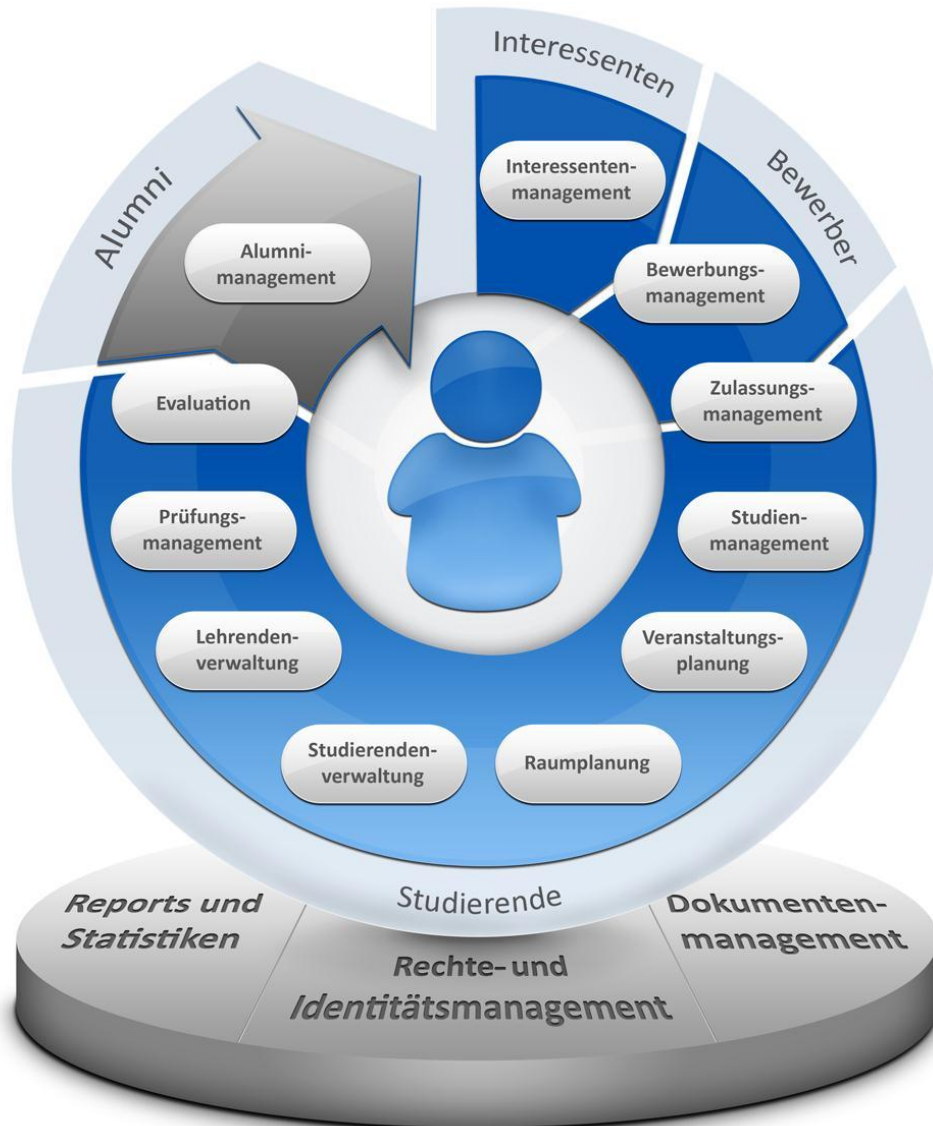 Interessenten
Bewerber
Studierende
Alumni
Interessenten-
management
Bewerbungs-
management
Zulassungs-
management
Studien-
management
Veranstaltungs-
planung
Raumplanung
Studierenden-
verwaltung
Lehrenden-
verwaltung
Prüfungs-
management
Evaluation
Alumni-
management
Reports und
Statistiken
Rechte- und
Identitätsmanagement
Dokumenten-
management